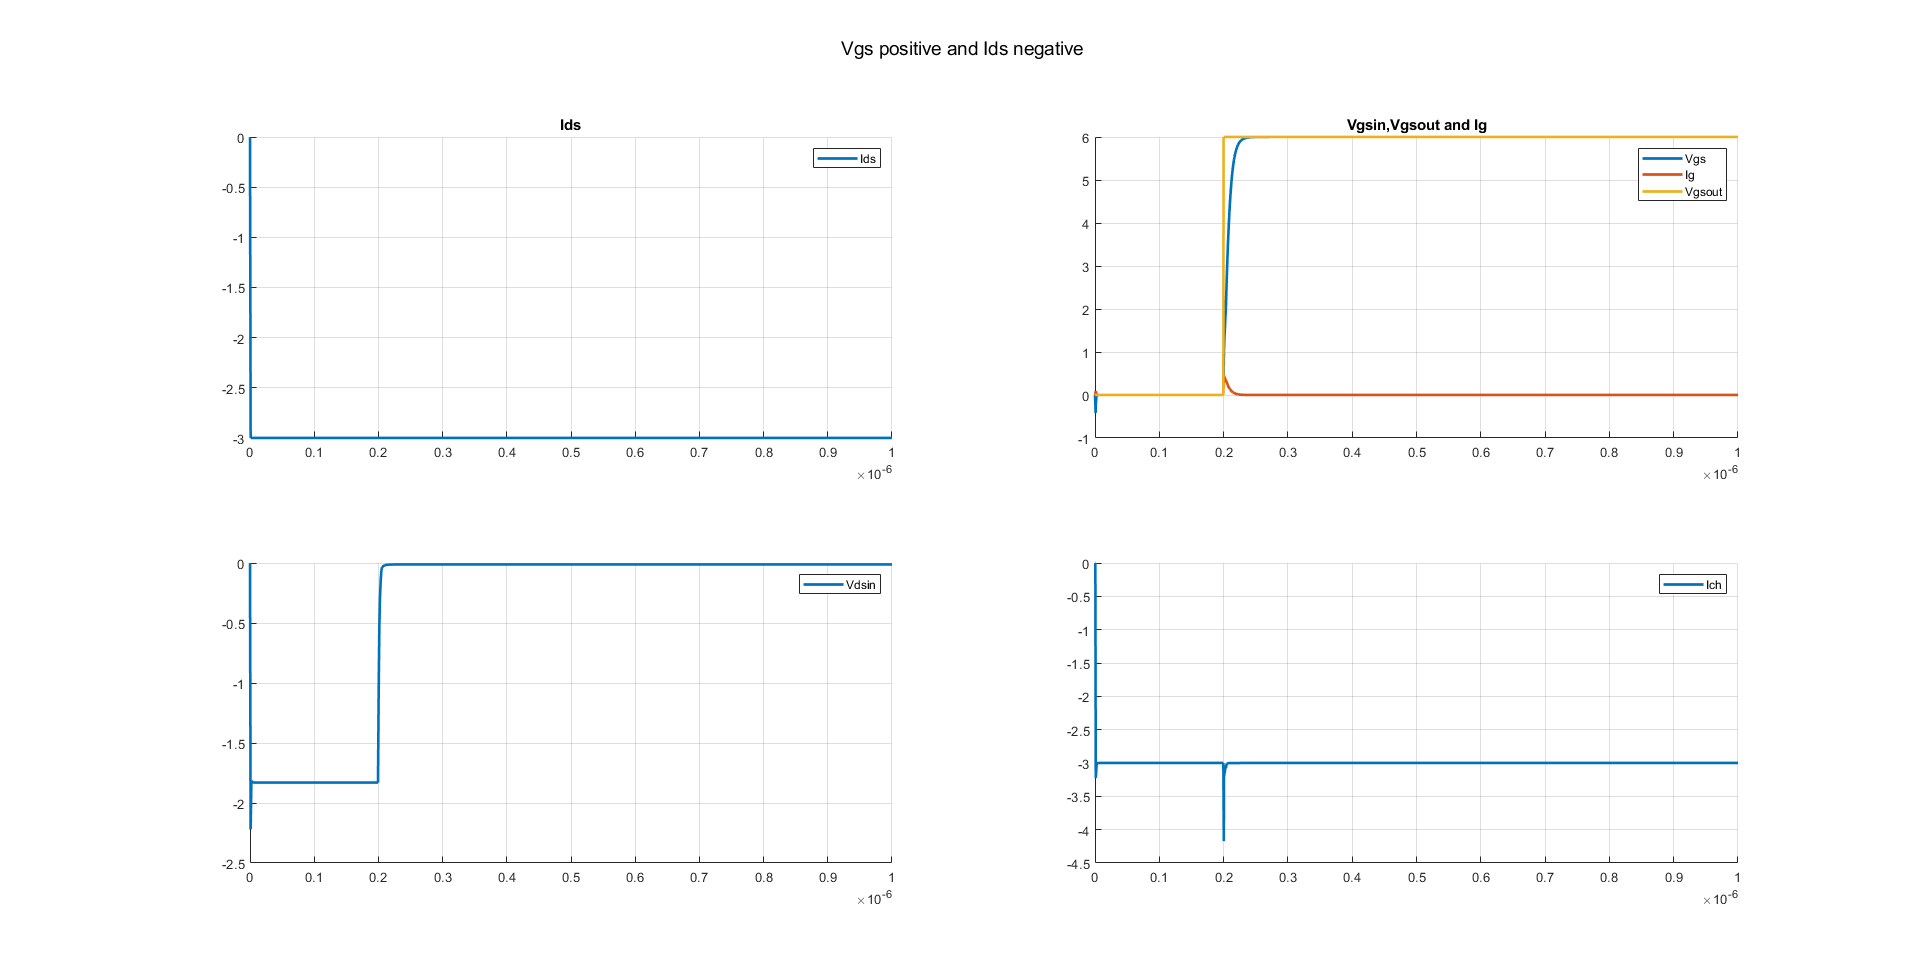 Vgs positive and Ids negative
Ids
0
-0.5
-1
-1.5
-2
-2.5
-3
0 0.1 0.2 0.3 0.4 0.5 0.6 0.7 0.8 0.9 1
×10-6
Ids
Vgsin,Vgsout and Ig
6
5
4
3
2
1
0
-1
0 0.1 0.2 0.3 0.4 0.5 0.6 0.7 0.8 0.9 1
×10-6
Vgs
Ig
Vgsout
0
-0.5
-1
-1.5
-2
-2.5
0 0.1 0.2 0.3 0.4 0.5 0.6 0.7 0.8 0.9 1
×10-6
Vdsin
0
-0.5
-1
-1.5
-2
-2.5
-3
-3.5
-4
-4.5
0 0.1 0.2 0.3 0.4 0.5 0.6 0.7 0.8 0.9 1
×10-6
Ich